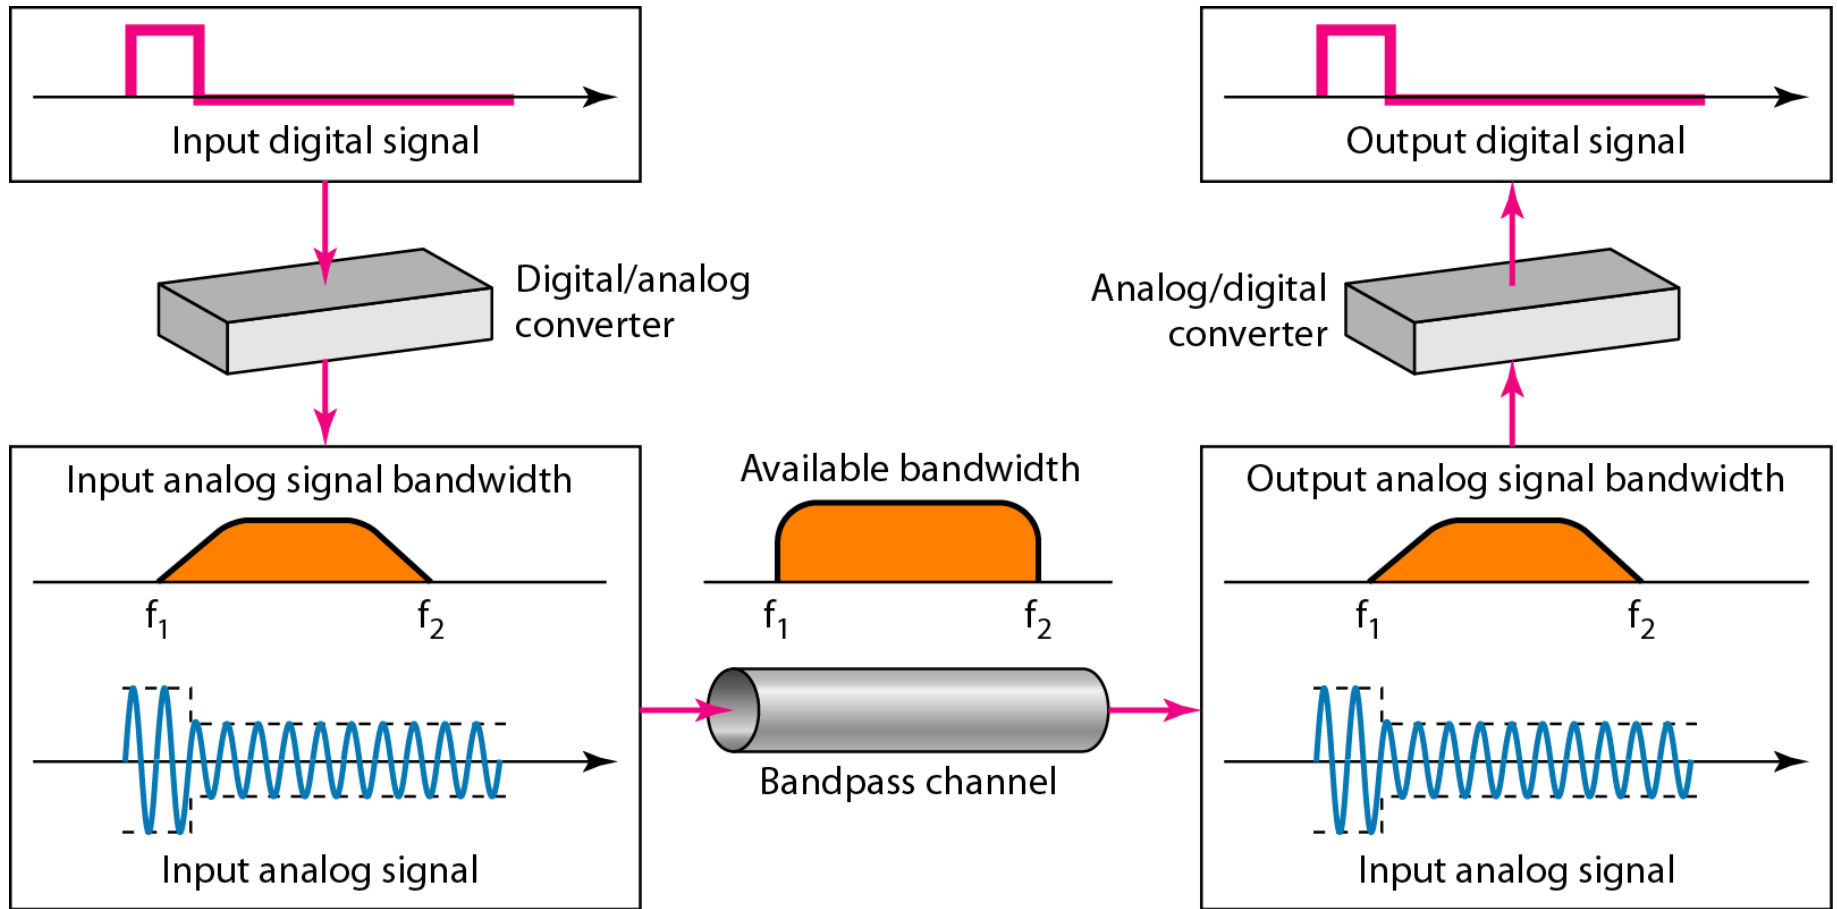 Input digital signal
Digital/analog
converter
Input analog signal bandwidth
f₁ f₂
Input analog signal
Available bandwidth
f₁ f₂
Bandpass channel
Output digital signal
Analog/digital
converter
Output analog signal bandwidth
f₁ f₂
Input analog signal